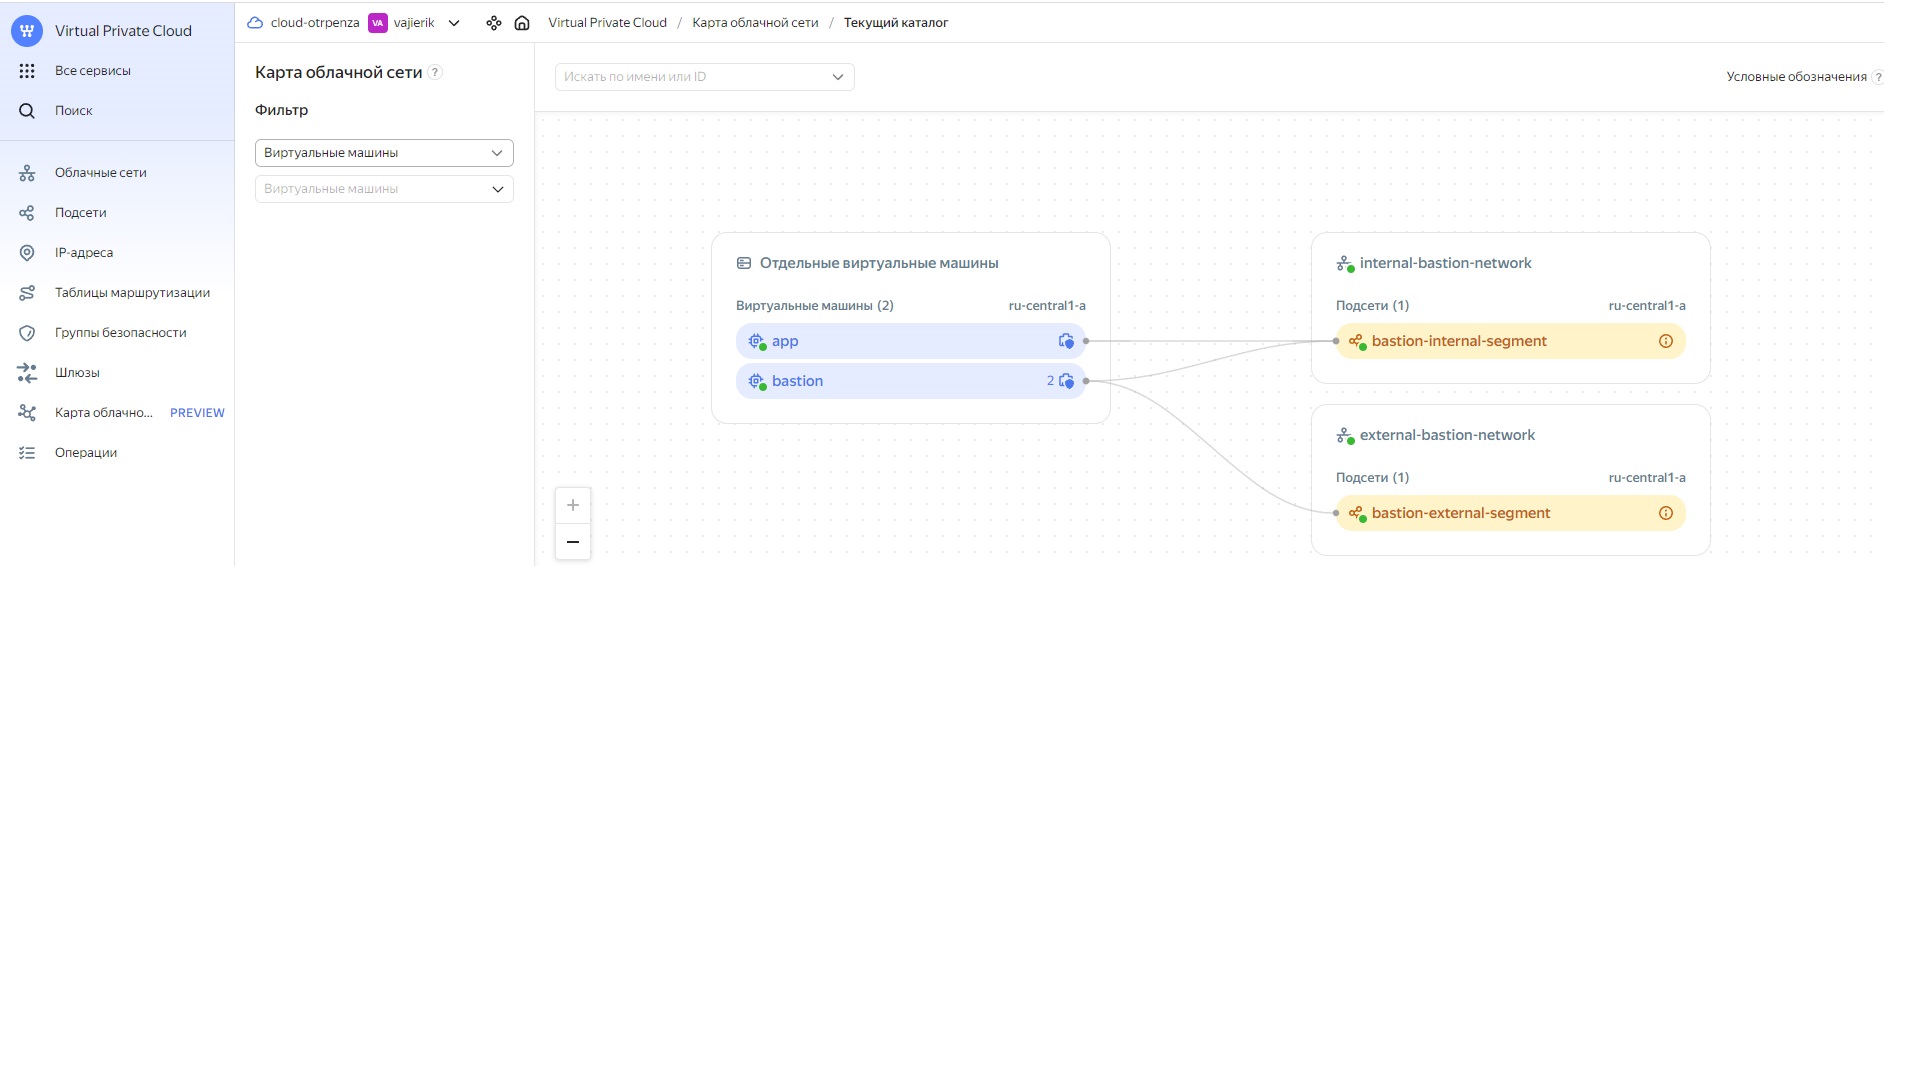 Virtual Private Cloud
Все сервисы
Поиск
Облачные сети
Подсети
IP-адреса
Таблицы маршрутизации
Группы безопасности
Шлюзы
Карта облачно... PREVIEW
Операции
cloud-otrpenza VA vajierik Virtual Private Cloud / Карта облачной сети / Текущий каталог
Карта облачной сети ?
Фильтр
Виртуальные машины
Виртуальные машины
Искать по имени или ID
Условные обозначения ?
Отдельные виртуальные машины
Виртуальные машины (2) ru-central1-a
app
bastion 2
internal-bastion-network
Подсети (1) ru-central1-a
bastion-internal-segment
external-bastion-network
Подсети (1) ru-central1-a
bastion-external-segment